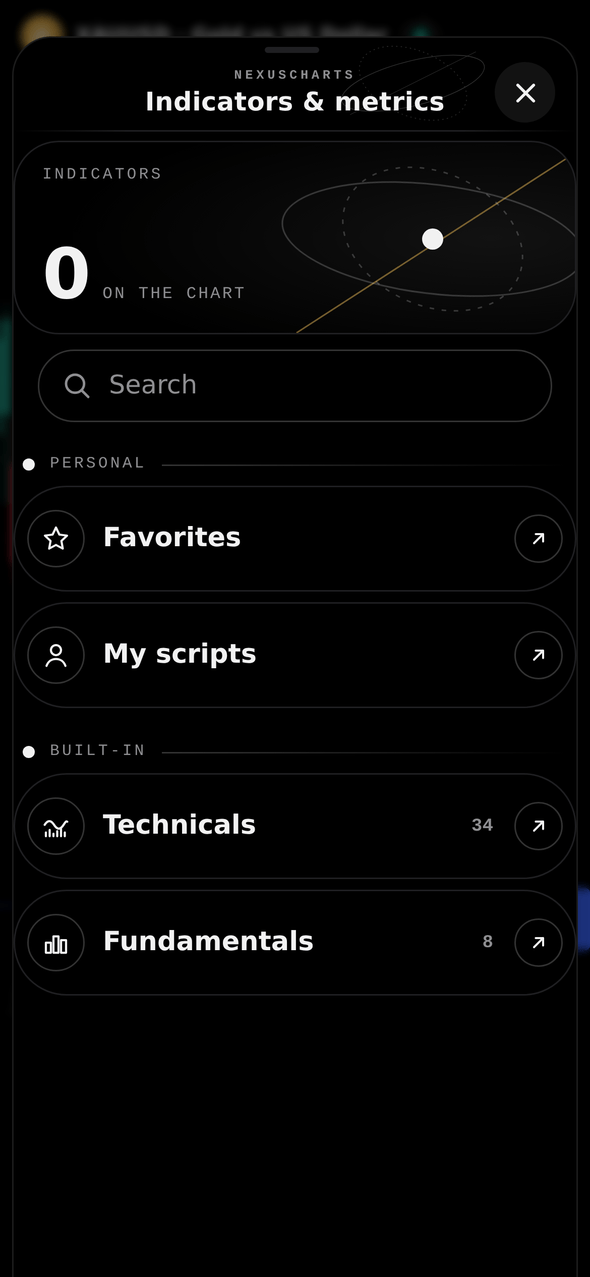 NEXUSCHARTS
Indicators & metrics
INDICATORS
0 ON THE CHART
Search
PERSONAL
Favorites
My scripts
BUILT-IN
Technicals 34
Fundamentals 8